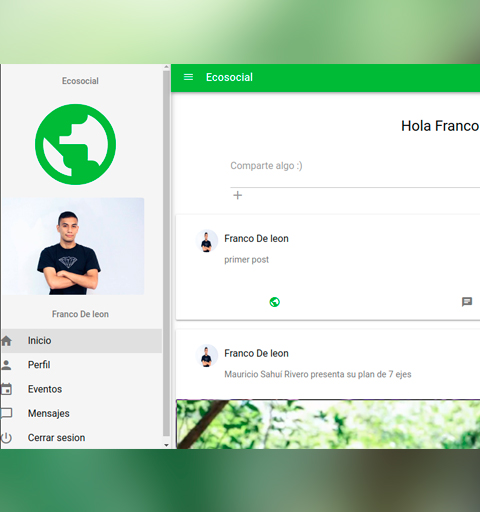 Ecosocial
Franco De leon
Inicio
Perfil
Eventos
Mensajes
Cerrar sesion
Ecosocial
Hola Franco
Comparte algo :)
Franco De leon
primer post
Franco De leon
Mauricio Sahuí Rivero presenta su plan de 7 ejes